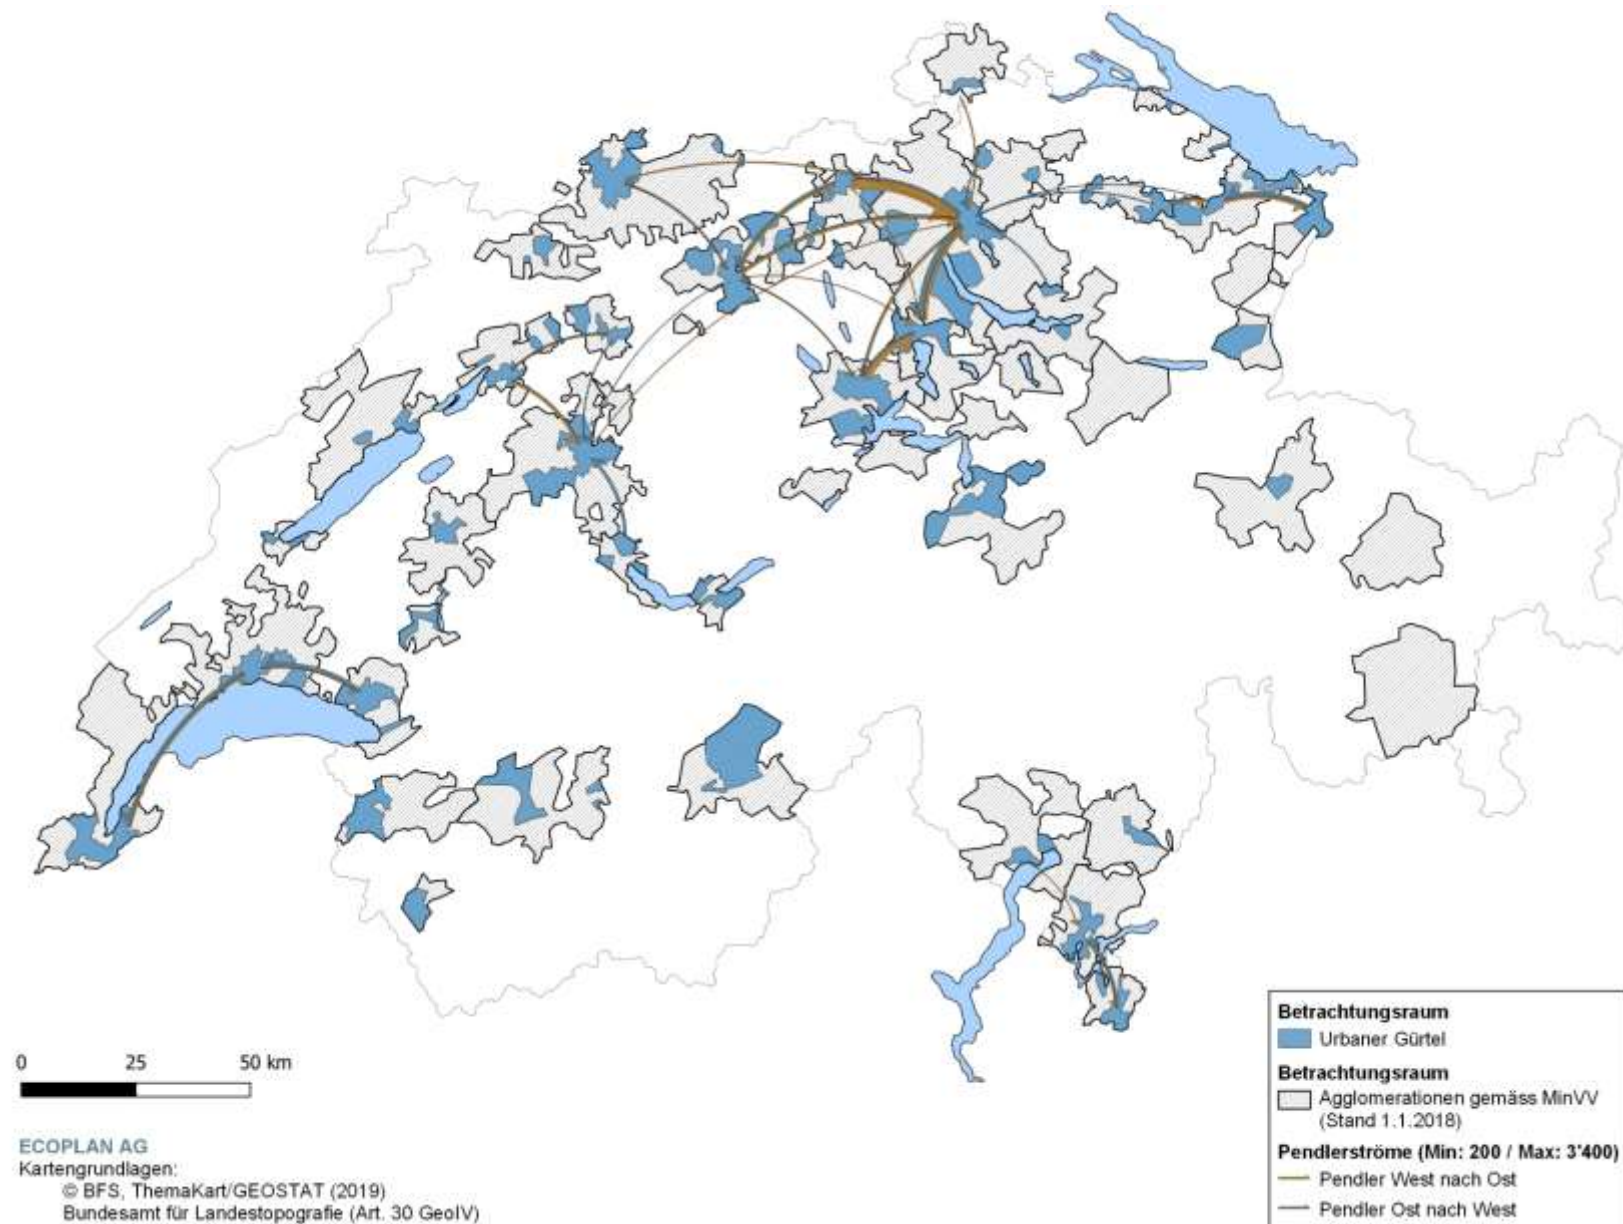 0 25 50 km
ECOPLAN AG
Kartengrundlagen:
© BFS, ThemaKart/GEOSTAT (2019)
Bundesamt für Landestopografie (Art. 30 GeoIV)
Betrachtungsraum
Urbaner Gürtel
Betrachtungsraum
Agglomerationen gemäss MinVV
(Stand 1.1.2018)
Pendlerströme (Min: 200 / Max: 3'400)
Pendler West nach Ost
Pendler Ost nach West